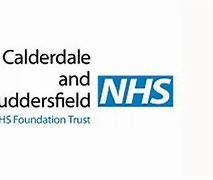 Calderdale
and
uddersfield NHS
HS Foundation Trust